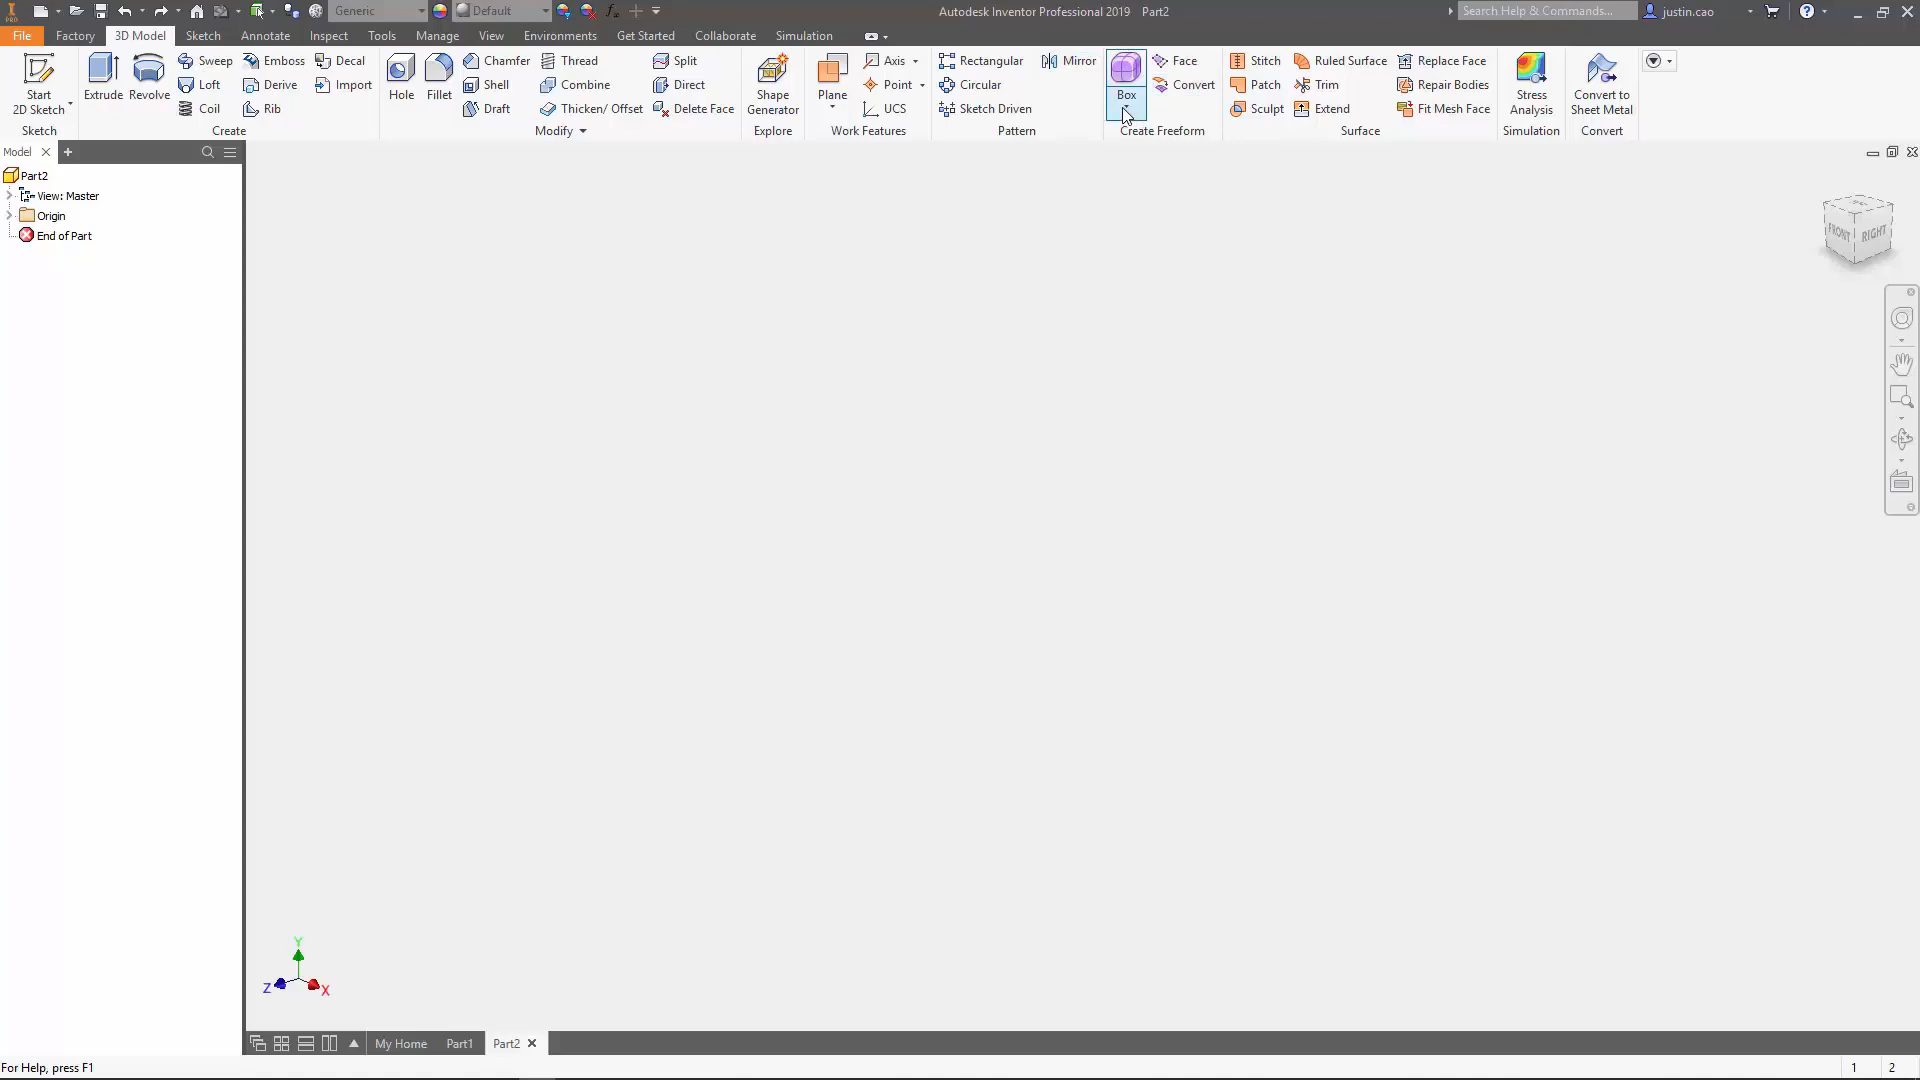 PRO Generic Default Autodesk Inventor Professional 2019 Part2 Search Help & Commands... justin.cao
File Factory 3D Model Sketch Annotate Inspect Tools Manage View Environments Get Started Collaborate Simulation
Start
2D Sketch
Sketch
Extrude Revolve
Sweep Emboss Decal
Loft Derive Import
Coil Rib
Create
Hole Fillet
Chamfer Thread Split
Shell Combine Direct
Draft Thicken/ Offset Delete Face
Modify
Shape
Generator
Explore
Plane
Axis
Point
UCS
Work Features
Rectangular Mirror
Circular
Sketch Driven
Pattern
Box
Face
Convert
Create Freeform
Stitch Ruled Surface Replace Face
Patch Trim Repair Bodies
Sculpt Extend Fit Mesh Face
Surface
Stress
Analysis
Simulation
Convert to
Sheet Metal
Convert
Model
Part2
View: Master
Origin
End of Part
FRONT RIGHT
Y
Z X
My Home Part1 Part2
For Help, press F1 1 2